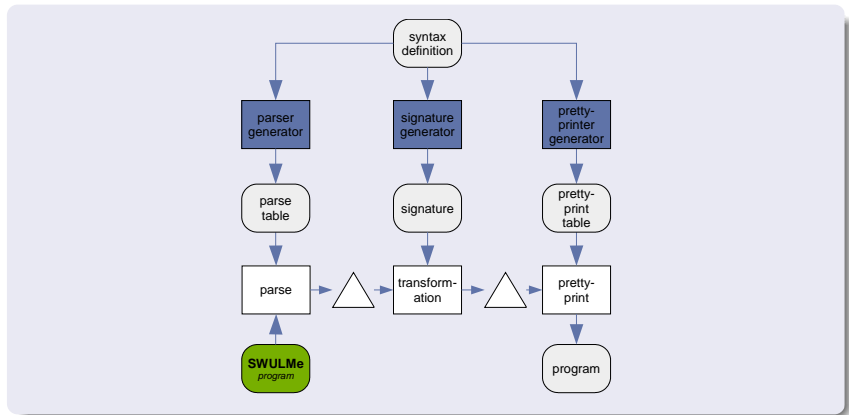 syntax
definition
parser
generator
signature
generator
pretty-
printer
generator
parse
table
signature
pretty-
print
table
parse
transform-
ation
pretty-
print
SWULMe
program
program